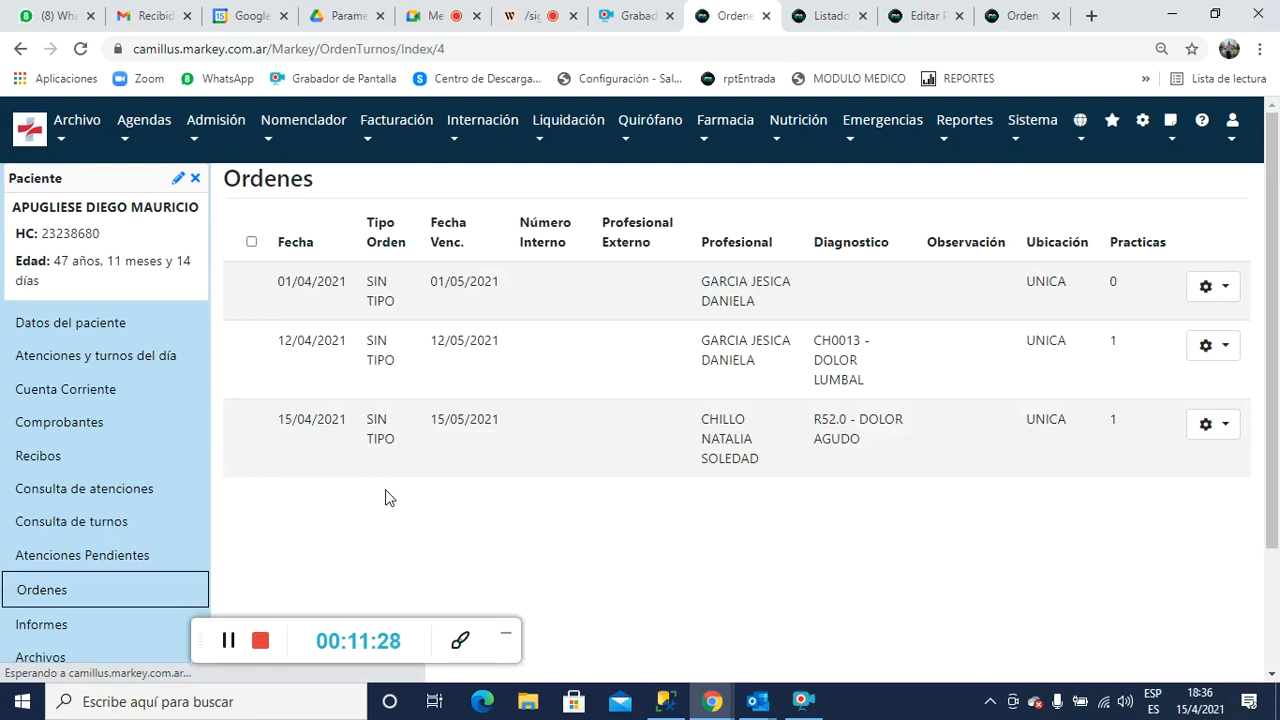 (8) Wha
Recibid
Google
Parame
Me
/sig
Grabad
Ordene
Listada
Editar P
Orden
camillus.markey.com.ar/Markey/OrdenTurnos/Index/4
Aplicaciones
Zoom
WhatsApp
Grabador de Pantalla
Centro de Descarga...
Configuración - Sal...
rptEntrada
MODULO MEDICO
REPORTES
»
Lista de lectura
Archivo
Agendas
Admisión
Nomenclador
Facturación
Internación
Liquidación
Quirófano
Farmacia
Nutrición
Emergencias
Reportes
Sistema
Paciente
APUGLIESE DIEGO MAURICIO
HC: 23238680
Edad: 47 años, 11 meses y 14
días
Datos del paciente
Atenciones y turnos del día
Cuenta Corriente
Comprobantes
Recibos
Consulta de atenciones
Consulta de turnos
Atenciones Pendientes
Ordenes
Informes
Archivos
Ordenes
Fecha
Tipo
Orden
Fecha
Venc.
Número
Interno
Profesional
Externo
Profesional
Diagnostico
Observación
Ubicación
Practicas
01/04/2021
SIN
TIPO
01/05/2021
GARCIA JESICA
DANIELA
UNICA
0
12/04/2021
SIN
TIPO
12/05/2021
GARCIA JESICA
DANIELA
CH0013 -
DOLOR
LUMBAL
UNICA
1
15/04/2021
SIN
TIPO
15/05/2021
CHILLO
NATALIA
SOLEDAD
R52.0 - DOLOR
AGUDO
UNICA
1
00:11:28
Esperando a camillus.markey.com.ar...
Escribe aquí para buscar
ESP
ES
18:36
15/4/2021